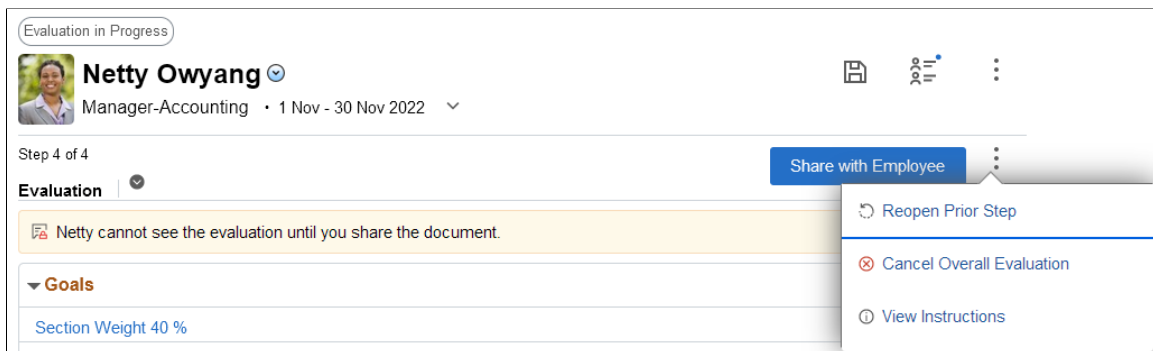 Evaluation in Progress
Netty Owyang
Manager-Accounting • 1 Nov - 30 Nov 2022
Step 4 of 4
Share with Employee
Evaluation
Reopen Prior Step
Netty cannot see the evaluation until you share the document.
Cancel Overall Evaluation
Goals
View Instructions
Section Weight 40 %